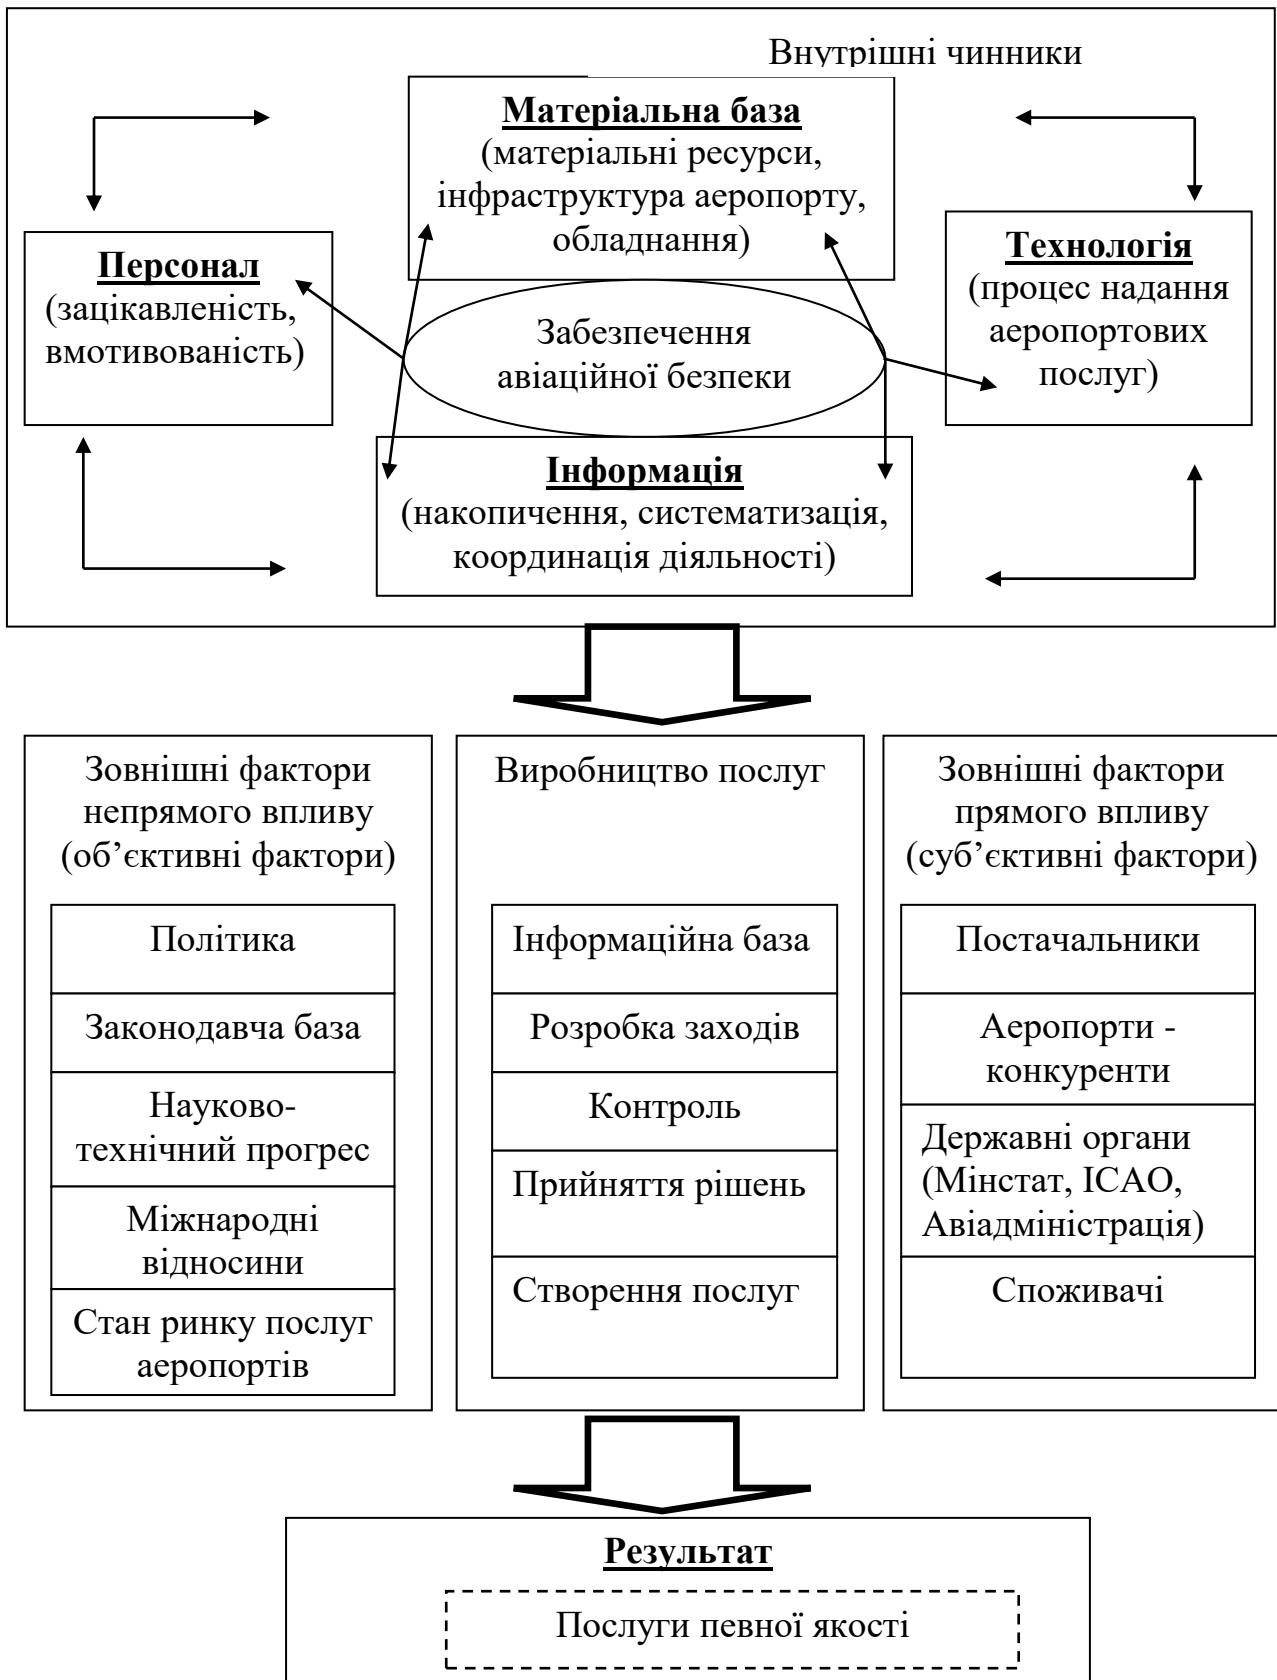 Внутрішні чинники
Матеріальна база
(матеріальні ресурси,
інфраструктура аеропорту,
обладнання)
Персонал
(зацікавленість,
вмотивованість)
Технологія
(процес надання
аеропортових
послуг)
Забезпечення
авіаційної безпеки
Інформація
(накопичення, систематизація,
координація діяльності)
Зовнішні фактори
непрямого впливу
(об’єктивні фактори)
Політика
Законодавча база
Науково-
технічний прогрес
Міжнародні
відносини
Стан ринку послуг
аеропортів
Виробництво послуг
Інформаційна база
Розробка заходів
Контроль
Прийняття рішень
Створення послуг
Зовнішні фактори
прямого впливу
(суб’єктивні фактори)
Постачальники
Аеропорти -
конкуренти
Державні органи
(Мінстат, ІСАО,
Авіадміністрація)
Споживачі
Результат
Послуги певної якості